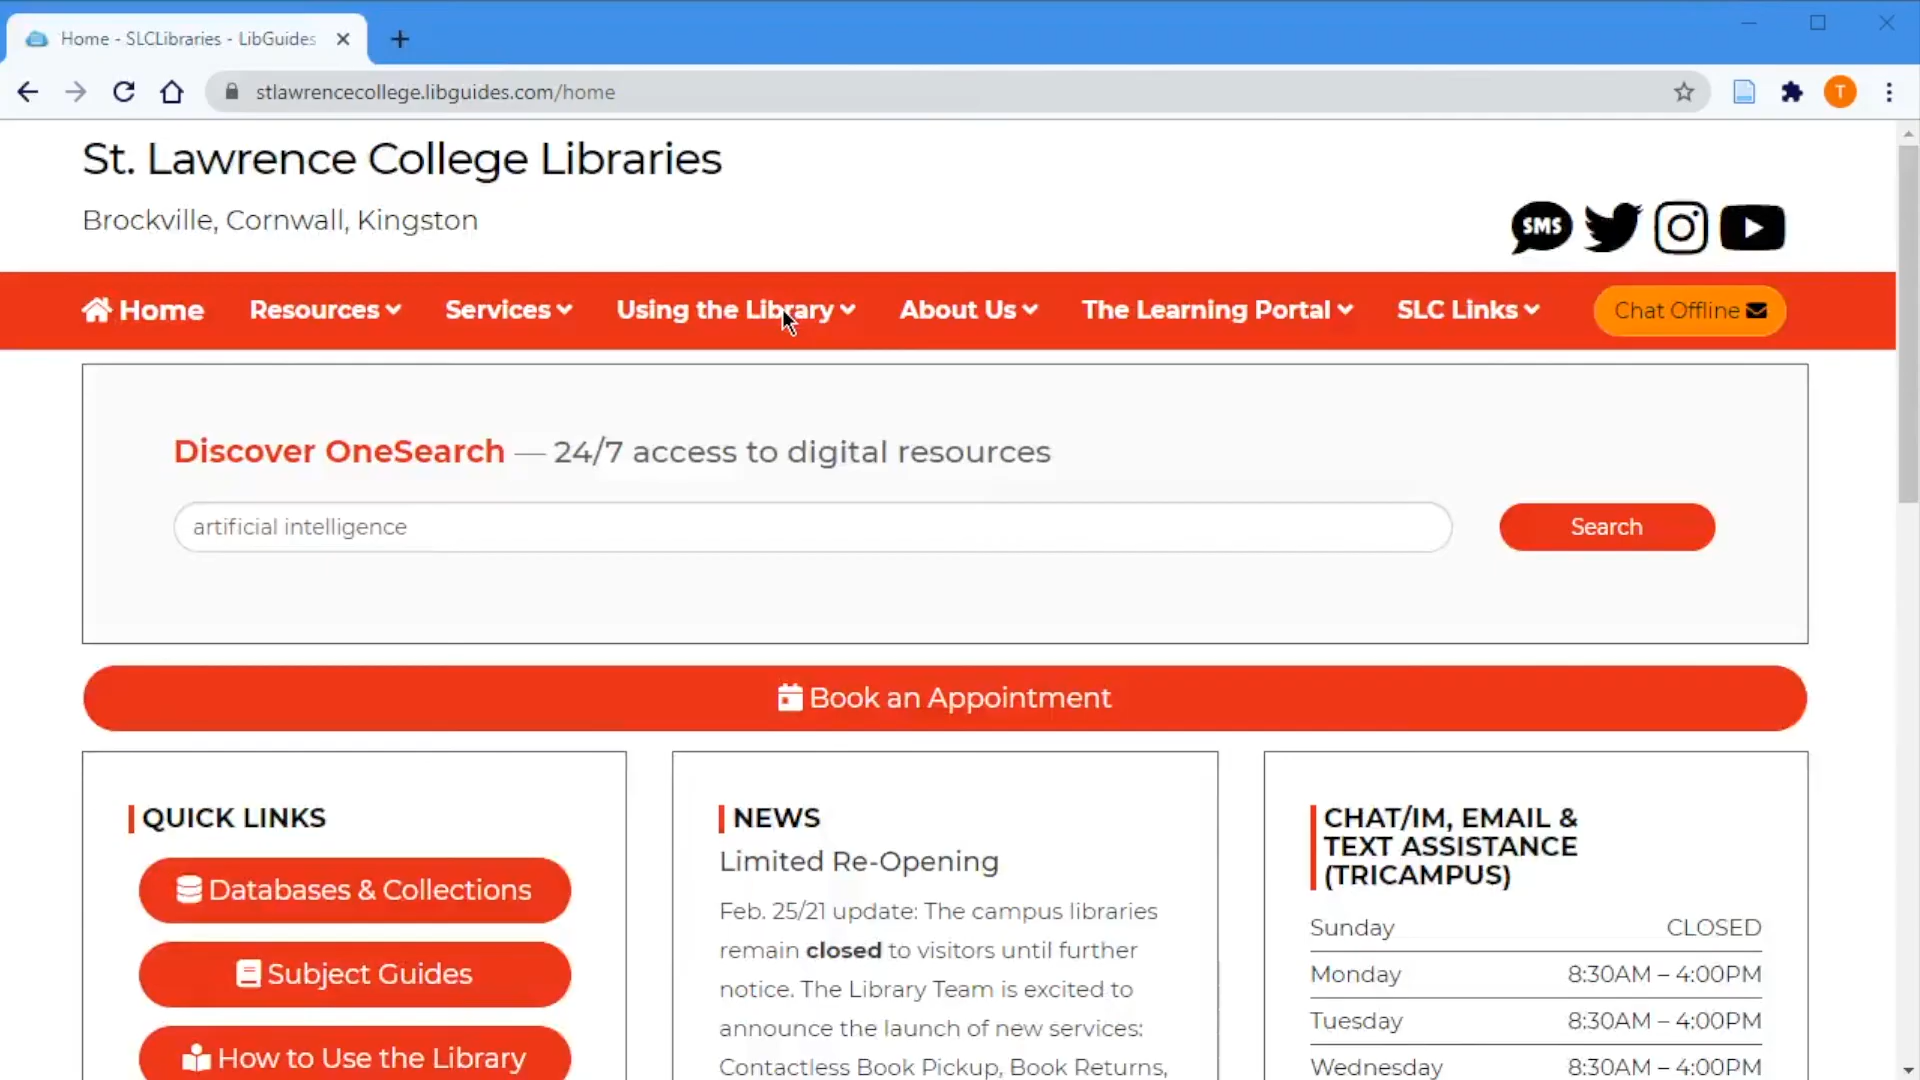 Home - SLCLibraries - LibGuides
stlawrencecollege.libguides.com/home
T
St. Lawrence College Libraries
Brockville, Cornwall, Kingston
SMS
Home Resources Services Using the Library About Us The Learning Portal SLC Links Chat Offline
Discover OneSearch — 24/7 access to digital resources
artificial intelligence Search
Book an Appointment
QUICK LINKS
Databases & Collections
Subject Guides
How to Use the Library
NEWS
Limited Re-Opening
Feb. 25/21 update: The campus libraries
remain closed to visitors until further
notice. The Library Team is excited to
announce the launch of new services:
Contactless Book Pickup, Book Returns,
CHAT/IM, EMAIL &
TEXT ASSISTANCE
(TRICAMPUS)
Sunday CLOSED
Monday 8:30AM – 4:00PM
Tuesday 8:30AM – 4:00PM
Wednesday 8:30AM – 4:00PM